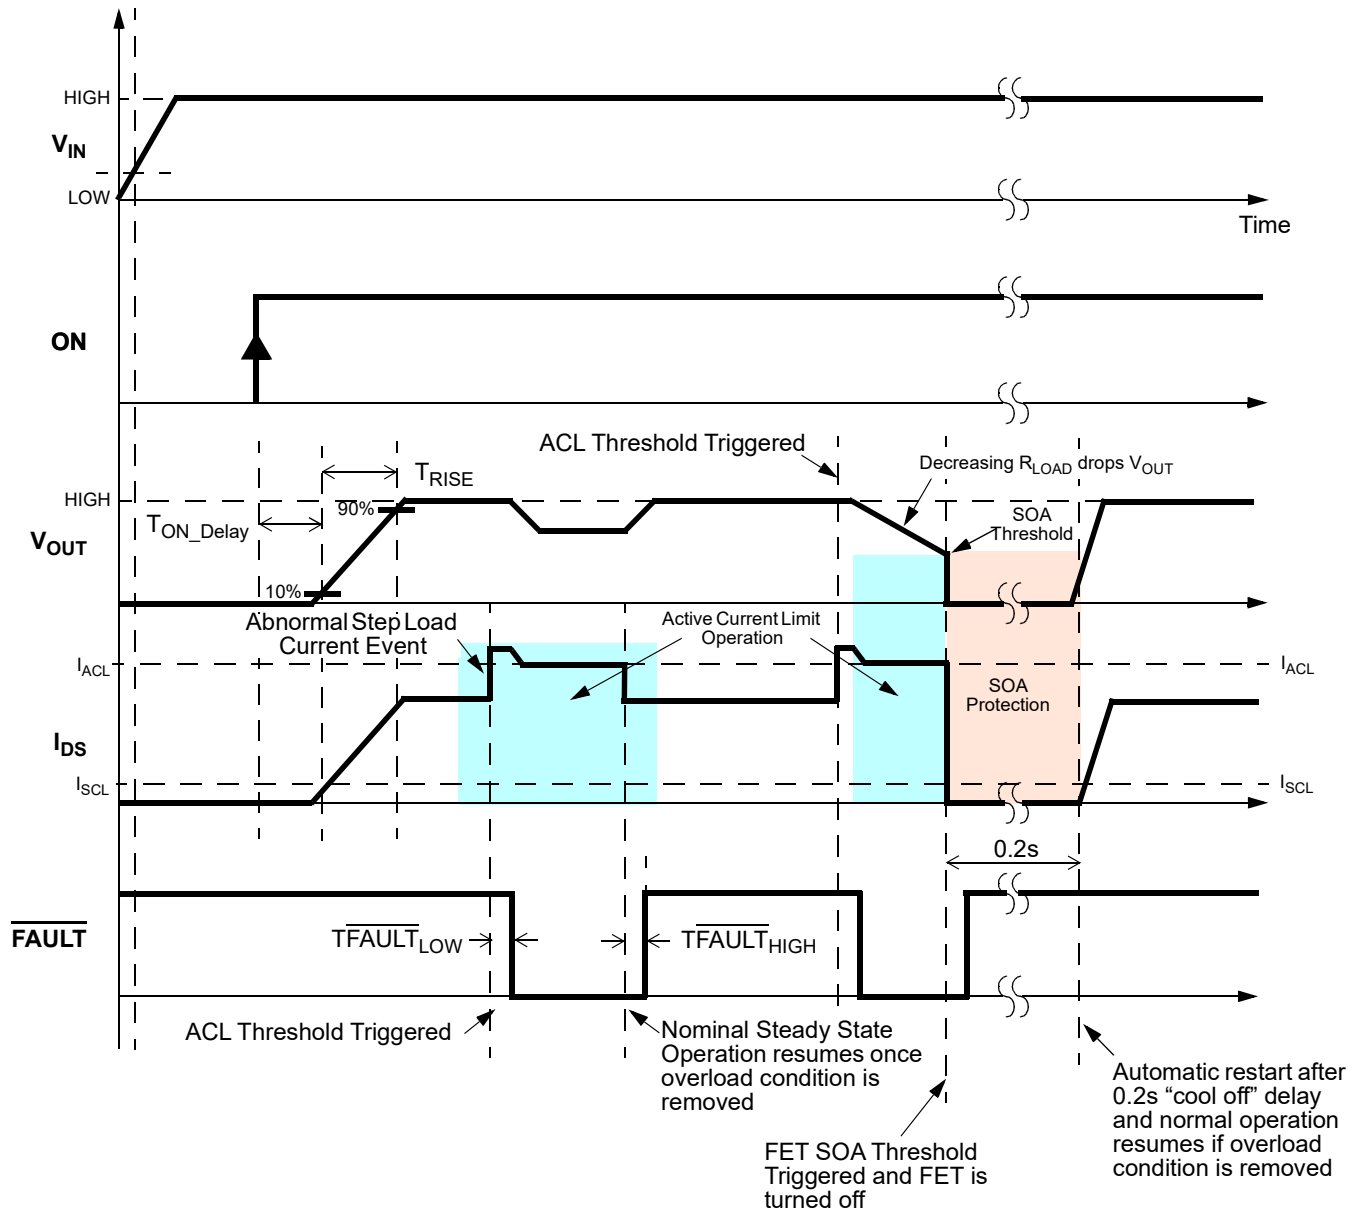 HIGH
VIN
LOW
Time
ON
ACL Threshold Triggered
Decreasing RLOAD drops VOUT
TRISE
HIGH
90%
TON_Delay
SOA
Threshold
VOUT
10%
Abnormal Step Load
Current Event
Active Current Limit
Operation
IACL
IACL
SOA
Protection
IDS
ISCL
ISCL
0.2s
FAULT
TFAULTLOW
TFAULTHIGH
ACL Threshold Triggered
Nominal Steady State
Operation resumes once
overload condition is
removed
Automatic restart after
0.2s “cool off” delay
and normal operation
resumes if overload
condition is removed
FET SOA Threshold
Triggered and FET is
turned off